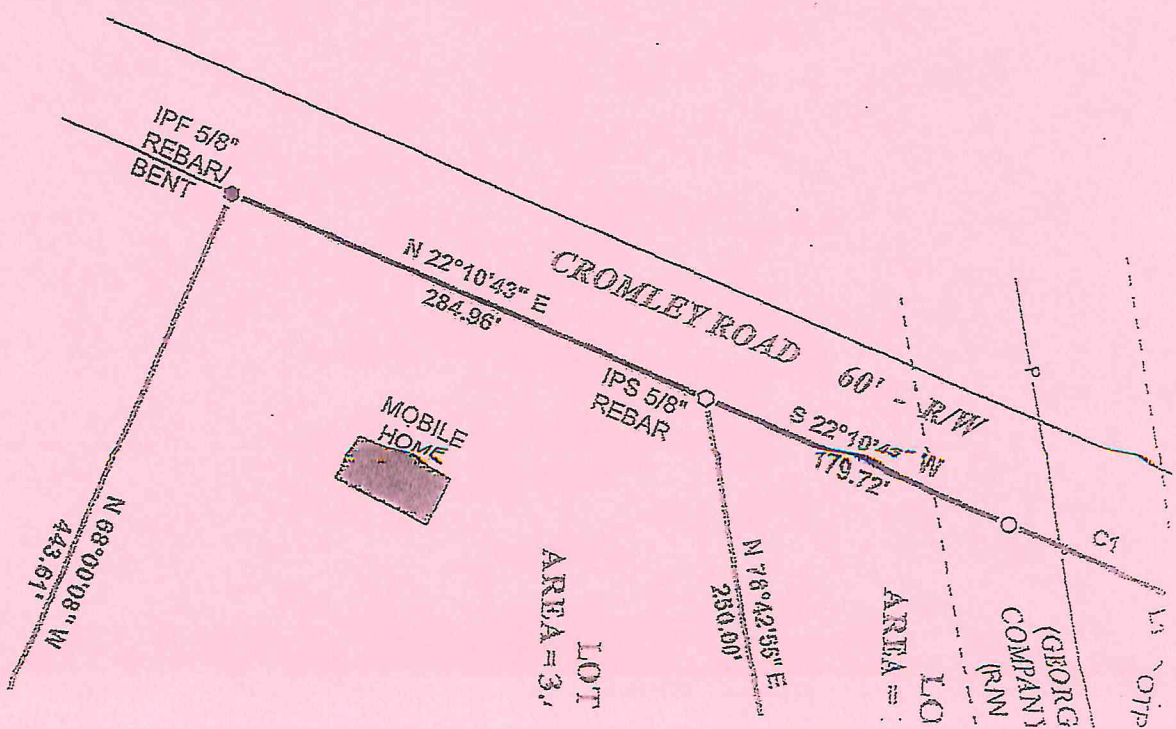 IPF 5/8"
REBAR/
BENT
N 22°10'43" E
284.96'
CROMLEY ROAD 60' - R/W
IPS 5/8"
REBAR
S 22°10'43" W
179.72'
C1
MOBILE
HOME
N 68°00'08" W
443.61'
N 78°42'55" E
250.00'
LOT
AREA = 3,
LO
AREA =
(GEORG
COMPANY
(R/W